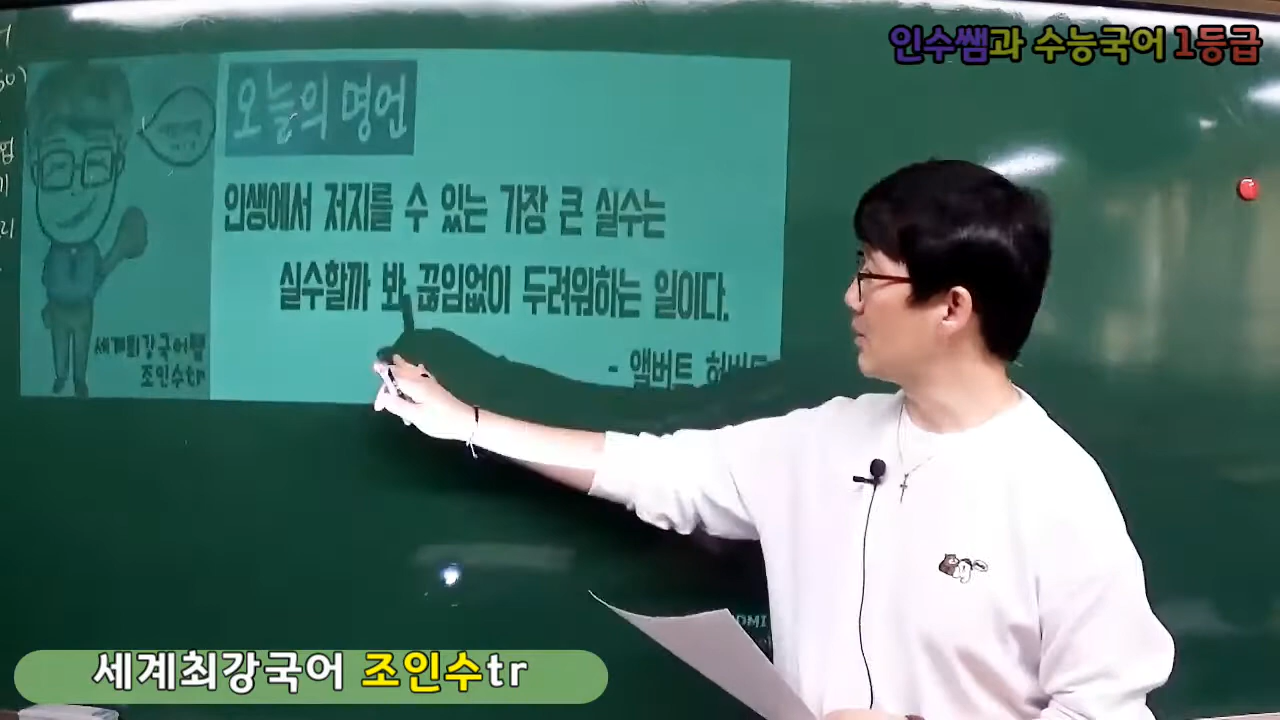 인수쌤과 수능국어 1등급
오늘의 명언
인생에서 저지를 수 있는 가장 큰 실수는
실수할까 봐 끊임없이 두려워하는 일이다.
- 앨버트
세계최강국어쌤
조인수tr
세계최강국어 조인수tr